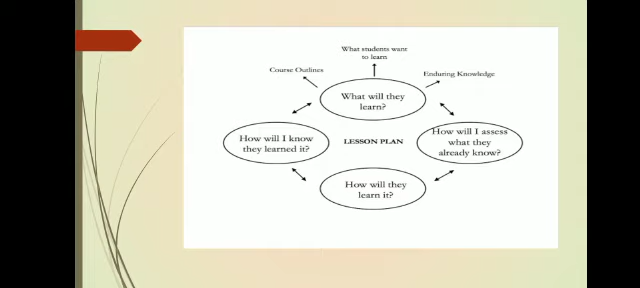 What students want
to learn
Course Outlines
Enduring Knowledge
What will they
learn?
How will I know
they learned it?
LESSON PLAN
How will I assess
what they
already know?
How will they
learn it?